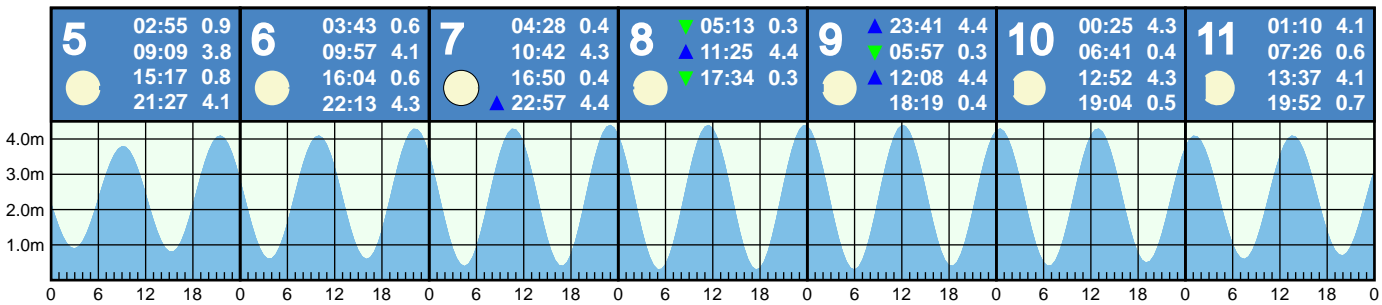 5
02:55 0.9
09:09 3.8
15:17 0.8
21:27 4.1
6
03:43 0.6
09:57 4.1
16:04 0.6
22:13 4.3
7
04:28 0.4
10:42 4.3
16:50 0.4
▲ 22:57 4.4
8
▼ 05:13 0.3
▲ 11:25 4.4
▼ 17:34 0.3
9
▲ 23:41 4.4
▼ 05:57 0.3
▲ 12:08 4.4
18:19 0.4
10
00:25 4.3
06:41 0.4
12:52 4.3
19:04 0.5
11
01:10 4.1
07:26 0.6
13:37 4.1
19:52 0.7
4.0m
3.0m
2.0m
1.0m
0 6 12 18 0 6 12 18 0 6 12 18 0 6 12 18 0 6 12 18 0 6 12 18 0 6 12 18 0